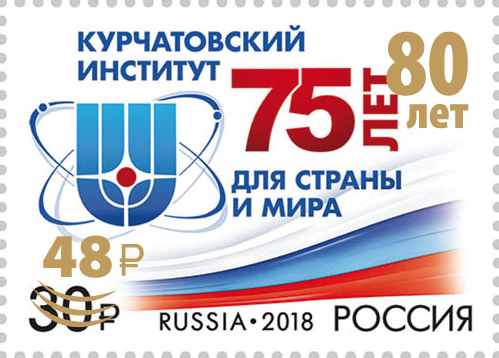 КУРЧАТОВСКИЙ
ИНСТИТУТ
75 ЛЕТ
80
лет
ДЛЯ СТРАНЫ
И МИРА
48₽
30₽
RUSSIA•2018 РОССИЯ